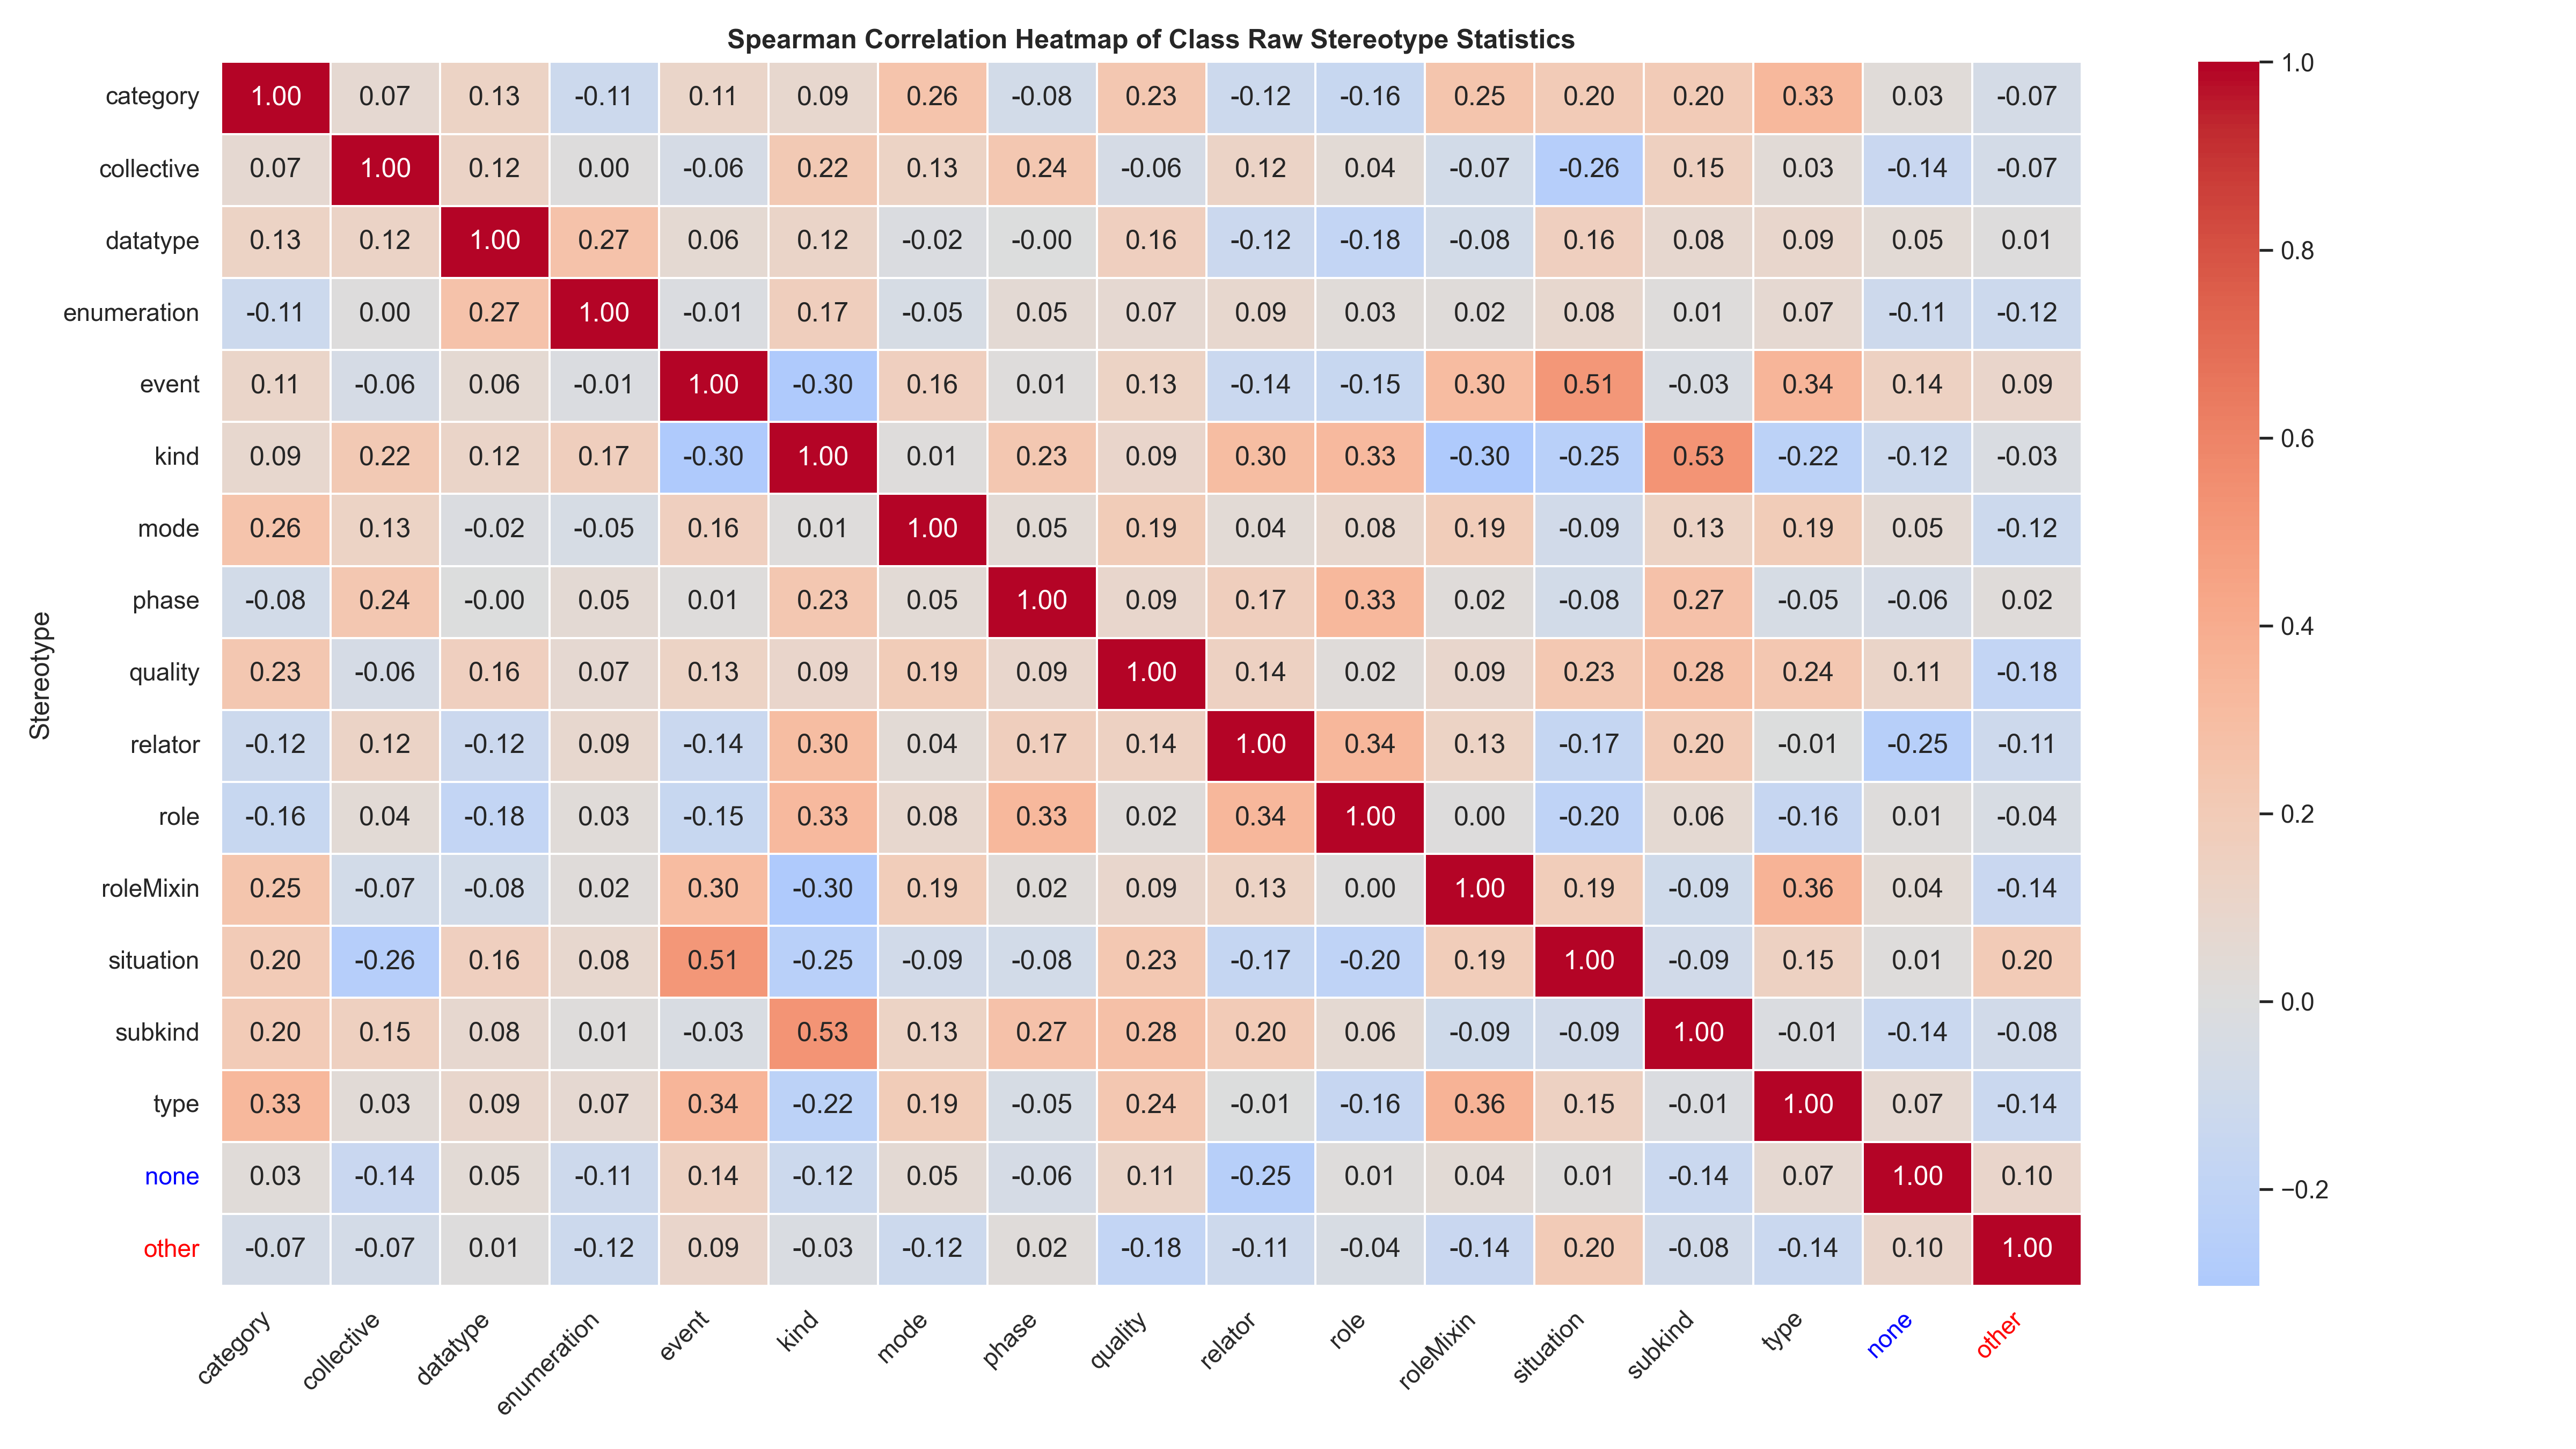 Spearman Correlation Heatmap of Class Raw Stereotype Statistics
category 1.00 0.07 0.13 -0.11 0.11 0.09 0.26 -0.08 0.23 -0.12 -0.16 0.25 0.20 0.20 0.33 0.03 -0.07
collective 0.07 1.00 0.12 0.00 -0.06 0.22 0.13 0.24 -0.06 0.12 0.04 -0.07 -0.26 0.15 0.03 -0.14 -0.07
datatype 0.13 0.12 1.00 0.27 0.06 0.12 -0.02 -0.00 0.16 -0.12 -0.18 -0.08 0.16 0.08 0.09 0.05 0.01
enumeration -0.11 0.00 0.27 1.00 -0.01 0.17 -0.05 0.05 0.07 0.09 0.03 0.02 0.08 0.01 0.07 -0.11 -0.12
event 0.11 -0.06 0.06 -0.01 1.00 -0.30 0.16 0.01 0.13 -0.14 -0.15 0.30 0.51 -0.03 0.34 0.14 0.09
kind 0.09 0.22 0.12 0.17 -0.30 1.00 0.01 0.23 0.09 0.30 0.33 -0.30 -0.25 0.53 -0.22 -0.12 -0.03
mode 0.26 0.13 -0.02 -0.05 0.16 0.01 1.00 0.05 0.19 0.04 0.08 0.19 -0.09 0.13 0.19 0.05 -0.12
phase -0.08 0.24 -0.00 0.05 0.01 0.23 0.05 1.00 0.09 0.17 0.33 0.02 -0.08 0.27 -0.05 -0.06 0.02
quality 0.23 -0.06 0.16 0.07 0.13 0.09 0.19 0.09 1.00 0.14 0.02 0.09 0.23 0.28 0.24 0.11 -0.18
relator -0.12 0.12 -0.12 0.09 -0.14 0.30 0.04 0.17 0.14 1.00 0.34 0.13 -0.17 0.20 -0.01 -0.25 -0.11
role -0.16 0.04 -0.18 0.03 -0.15 0.33 0.08 0.33 0.02 0.34 1.00 0.00 -0.20 0.06 -0.16 0.01 -0.04
roleMixin 0.25 -0.07 -0.08 0.02 0.30 -0.30 0.19 0.02 0.09 0.13 0.00 1.00 0.19 -0.09 0.36 0.04 -0.14
situation 0.20 -0.26 0.16 0.08 0.51 -0.25 -0.09 -0.08 0.23 -0.17 -0.20 0.19 1.00 -0.09 0.15 0.01 0.20
subkind 0.20 0.15 0.08 0.01 -0.03 0.53 0.13 0.27 0.28 0.20 0.06 -0.09 -0.09 1.00 -0.01 -0.14 -0.08
type 0.33 0.03 0.09 0.07 0.34 -0.22 0.19 -0.05 0.24 -0.01 -0.16 0.36 0.15 -0.01 1.00 0.07 -0.14
none 0.03 -0.14 0.05 -0.11 0.14 -0.12 0.05 -0.06 0.11 -0.25 0.01 0.04 0.01 -0.14 0.07 1.00 0.10
other -0.07 -0.07 0.01 -0.12 0.09 -0.03 -0.12 0.02 -0.18 -0.11 -0.04 -0.14 0.20 -0.08 -0.14 0.10 1.00
Stereotype
category collective datatype enumeration event kind mode phase quality relator role roleMixin situation subkind type none other
1.0
0.8
0.6
0.4
0.2
0.0
−0.2